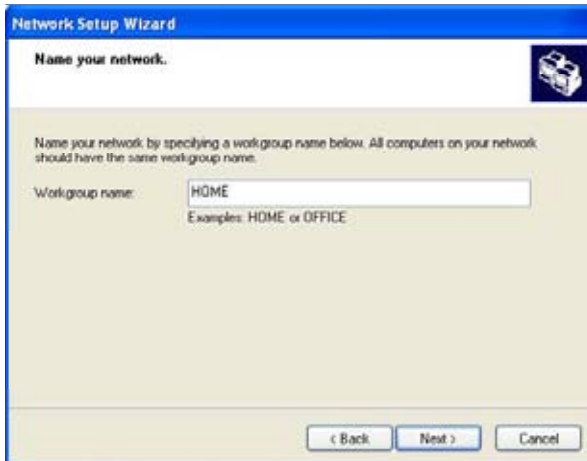 Network Setup Wizard
Name your network.
Name your network by specifying a workgroup name below. All computers on your network
should have the same workgroup name.
Workgroup name: HOME
Examples: HOME or OFFICE
< Back Next > Cancel